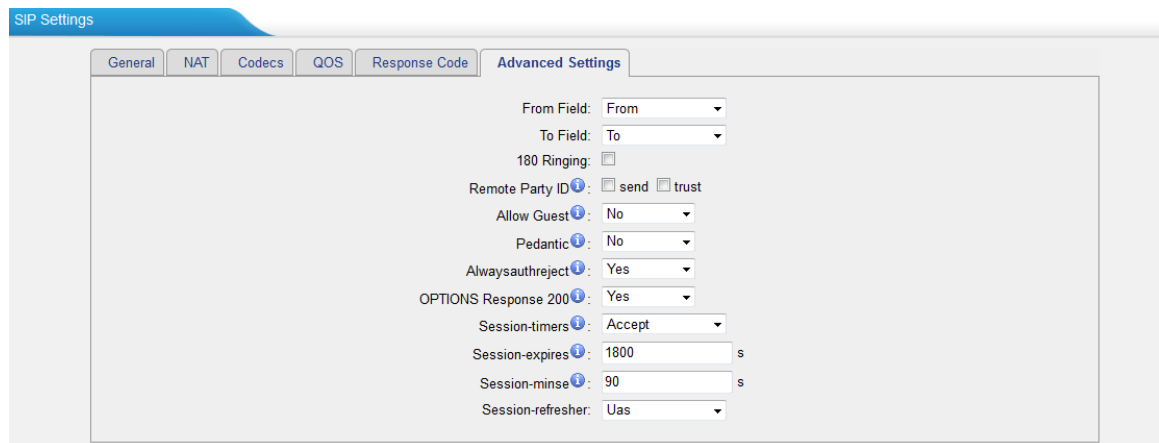 SIP Settings
General NAT Codecs QOS Response Code Advanced Settings
From Field: From
To Field: To
180 Ringing:
Remote Party ID i : send trust
Allow Guest i : No
Pedantic i : No
Alwaysauthreject i : Yes
OPTIONS Response 200 i : Yes
Session-timers i : Accept
Session-expires i : 1800 s
Session-minse i : 90 s
Session-refresher: Uas